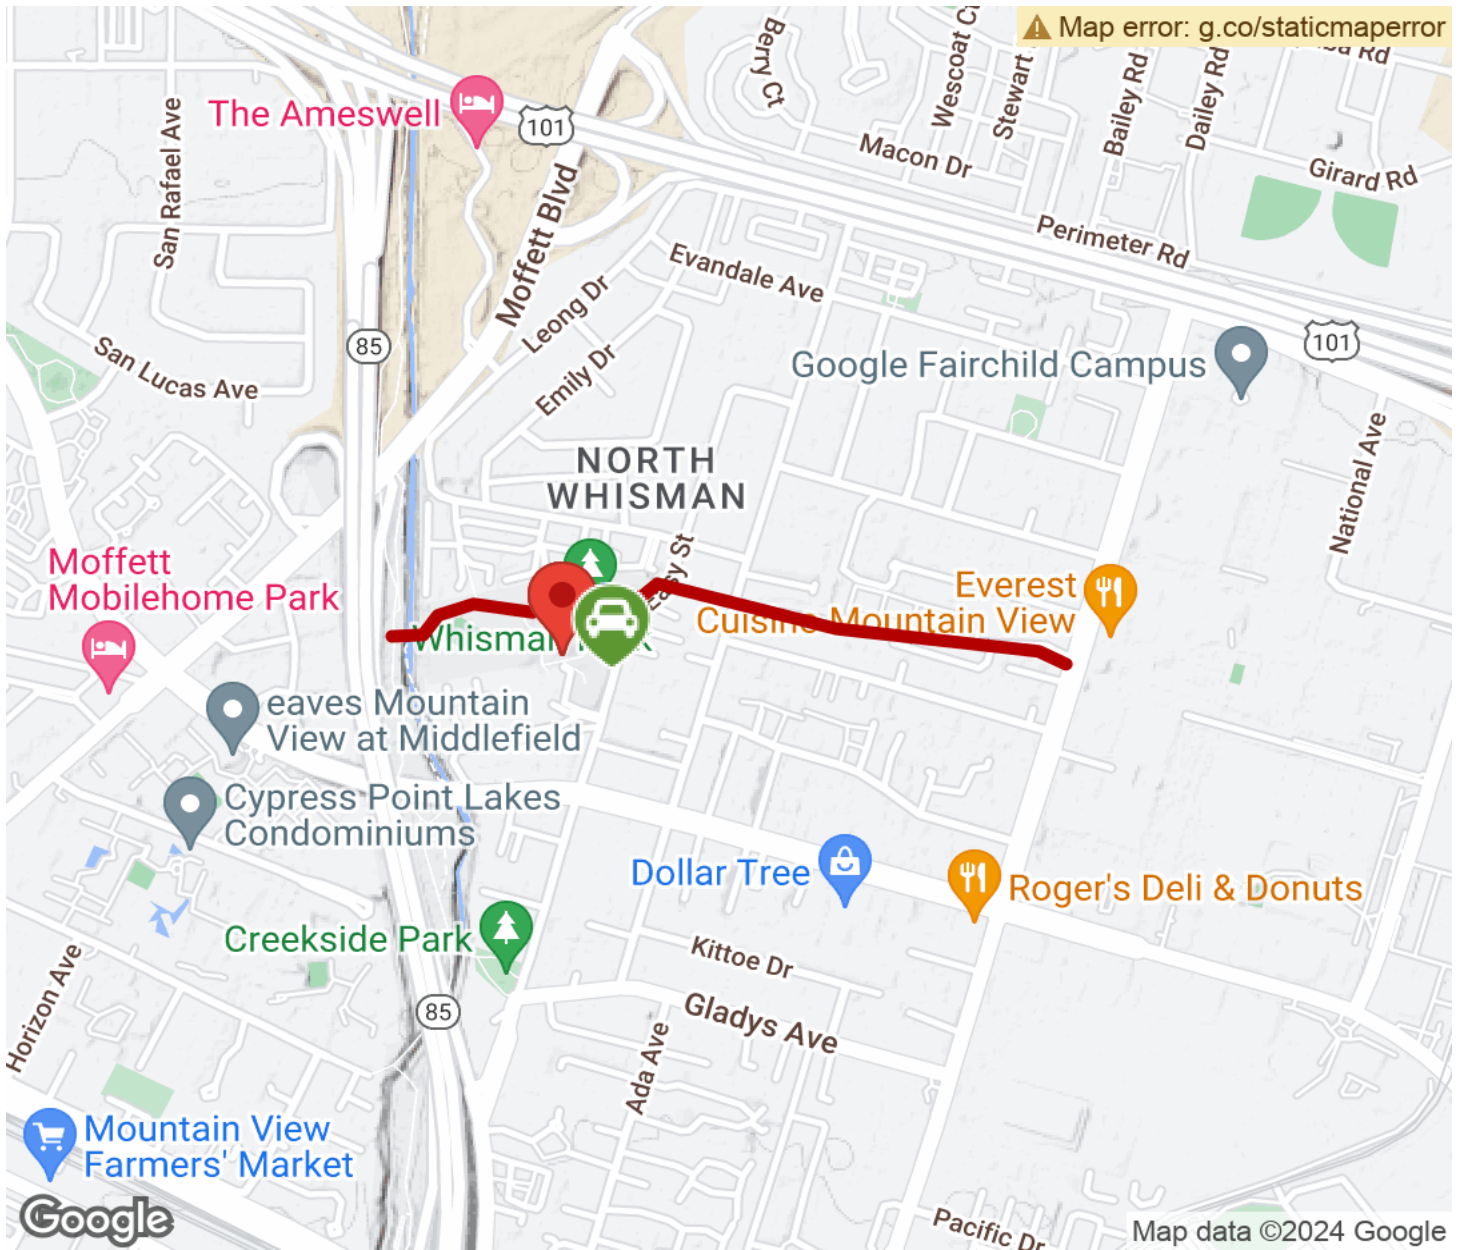 Map error: g.co/staticmaperror
Berry Ct
Stewart
Bailey Rd
Dailey Rd
The Ameswell
101
San Rafael Ave
Macon Dr
Girard Rd
Moffett Blvd
Perimeter Rd
Evandale Ave
Leong Dr
85
101
San Lucas Ave
Emily Dr
Google Fairchild Campus
NORTH
WHISMAN
National Ave
Moffett
Mobilehome Park
Easy St
Everest
Cuisine Mountain View
Whisman Park
eaves Mountain
View at Middlefield
Cypress Point Lakes
Condominiums
Dollar Tree
Roger's Deli & Donuts
Creekside Park
Kittoe Dr
Horizon Ave
85
Gladys Ave
Ada Ave
Mountain View
Farmers' Market
Google
Pacific Dr
Map data ©2024 Google